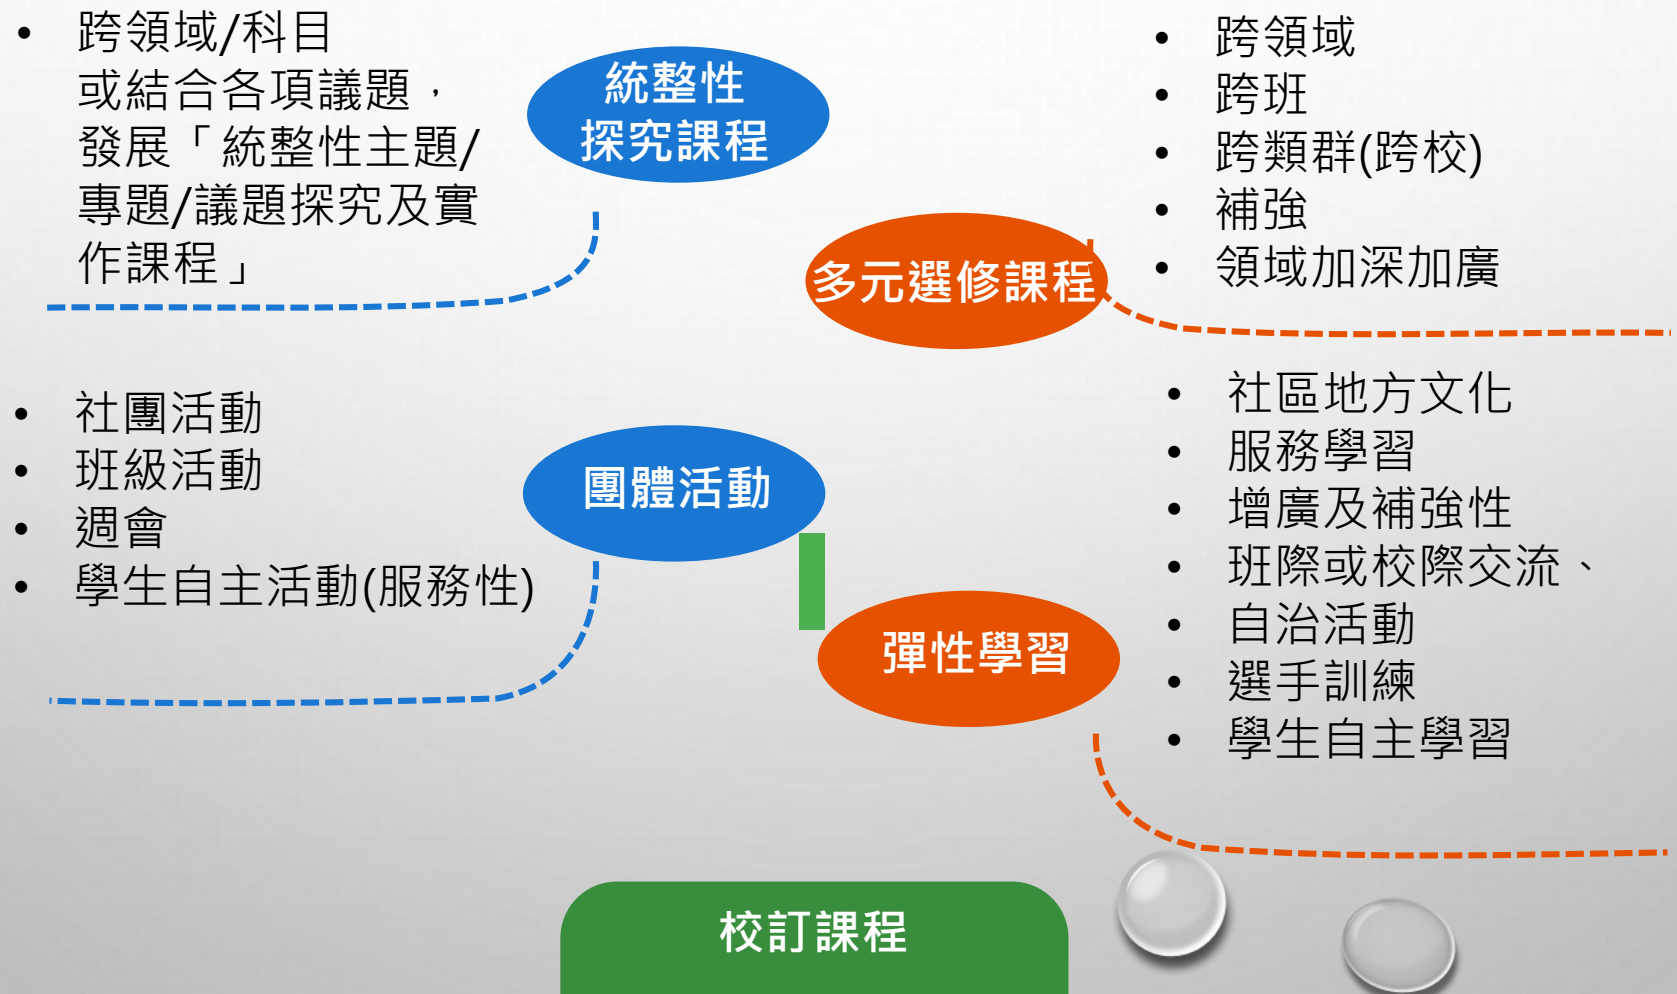 • 跨領域/科目
或結合各項議題，
發展「統整性主題/
專題/議題探究及實
作課程」
統整性
探究課程
• 跨領域
• 跨班
• 跨類群(跨校)
• 補強
• 領域加深加廣
多元選修課程
• 社團活動
• 班級活動
• 週會
• 學生自主活動(服務性)
團體活動
• 社區地方文化
• 服務學習
• 增廣及補強性
• 班際或校際交流、
• 自治活動
• 選手訓練
• 學生自主學習
彈性學習
校訂課程